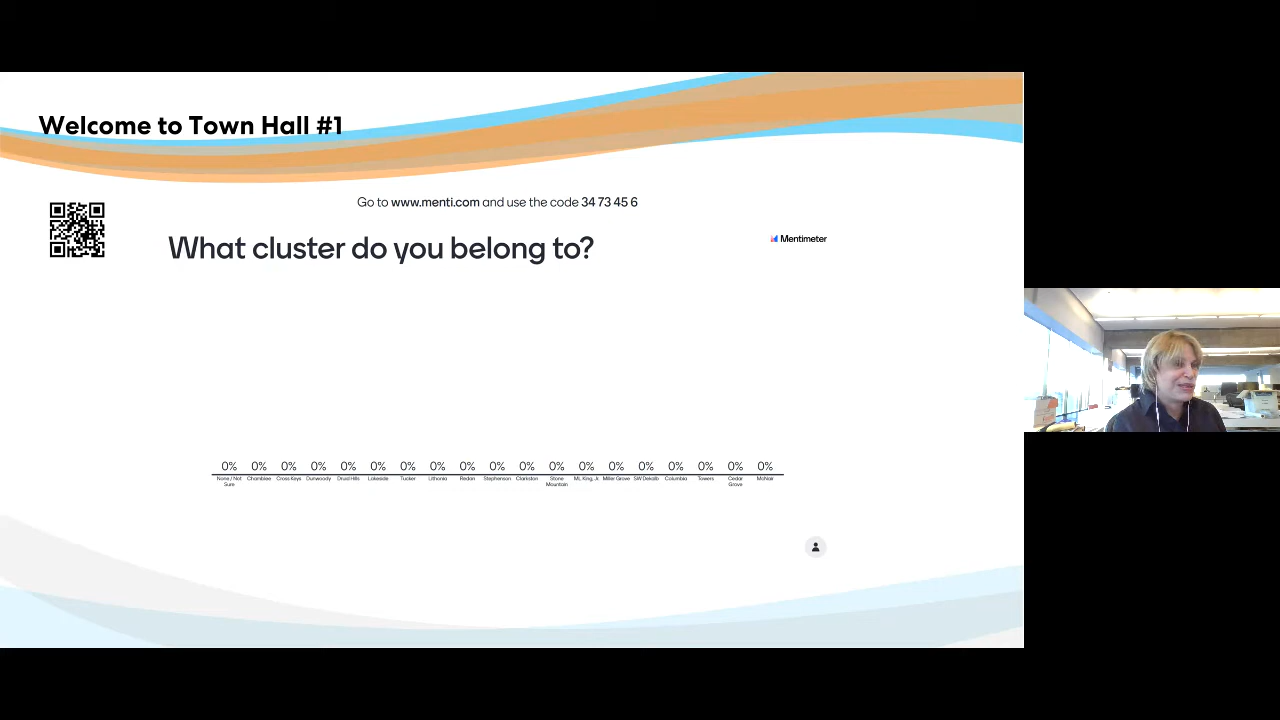 Welcome to Town Hall #1
Go to www.menti.com and use the code 34 73 45 6
What cluster do you belong to?
Mentimeter
0% 0% 0% 0% 0% 0% 0% 0% 0% 0% 0% 0% 0% 0% 0% 0% 0% 0% 0%
None / Not Sure Chamblee Cross Keys Dunwoody Druid Hills Lakeside Tucker Lithonia Redan Stephenson Clarkston Stone Mountain ML King, Jr. Miller Grove SW Dekalb Columbia Towers Cedar Grove McNair